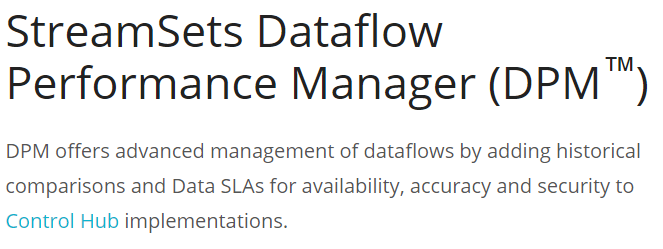 StreamSets Dataflow
Performance Manager (DPM™)
DPM offers advanced management of dataflows by adding historical
comparisons and Data SLAs for availability, accuracy and security to
Control Hub implementations.